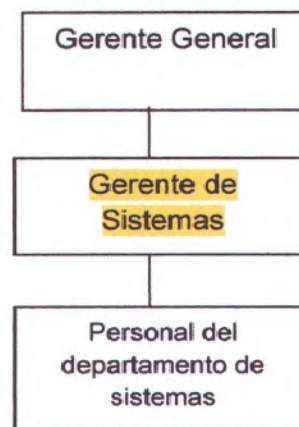 Gerente General
Gerente de
Sistemas
Personal del
departamento de
sistemas